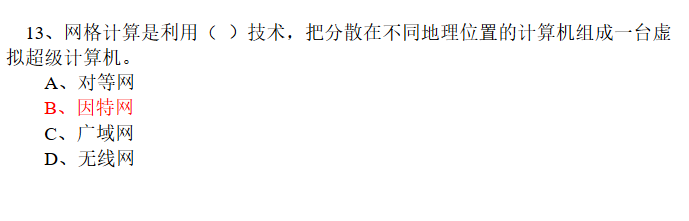 13、网格计算是利用（ ）技术，把分散在不同地理位置的计算机组成一台虚
拟超级计算机。
A、对等网
B、因特网
C、广域网
D、无线网